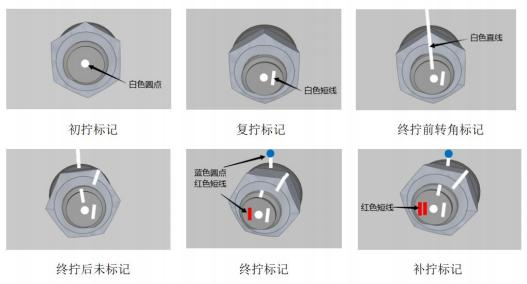 白色圆点
白色短线
白色直线
初拧标记
复拧标记
终拧前转角标记
蓝色圆点
红色短线
红色短线
终拧后未标记
终拧标记
补拧标记